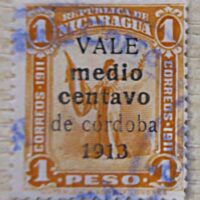 REPUBLICA DE
NICARAGUA
1 1
CORREOS-1911 CORREOS-1911
VALE
medio
centavo
de córdoba
1913
1 PESO. 1